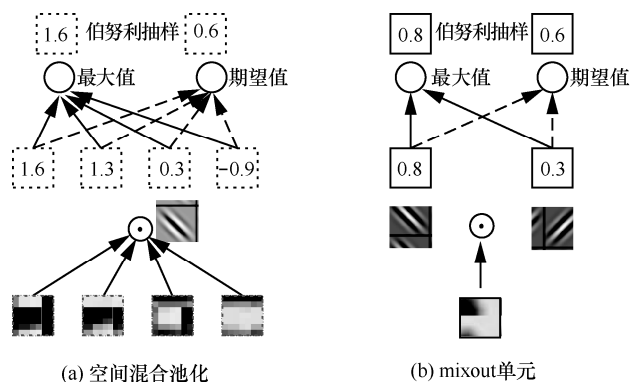 1.6 伯努利抽样 0.6 0.8 伯努利抽样 0.6
最大值 期望值 最大值 期望值
1.6 1.3 0.3 -0.9 0.8 0.3
(a) 空间混合池化 (b) mixout单元